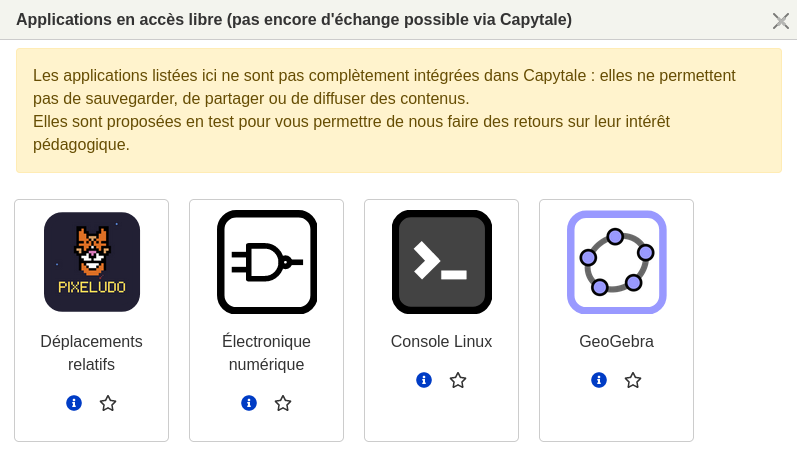 Applications en accès libre (pas encore d'échange possible via Capytale)
Les applications listées ici ne sont pas complètement intégrées dans Capytale : elles ne permettent
pas de sauvegarder, de partager ou de diffuser des contenus.
Elles sont proposées en test pour vous permettre de nous faire des retours sur leur intérêt
pédagogique.
PIXELUDO
Déplacements
relatifs
Électronique
numérique
Console Linux
GeoGebra